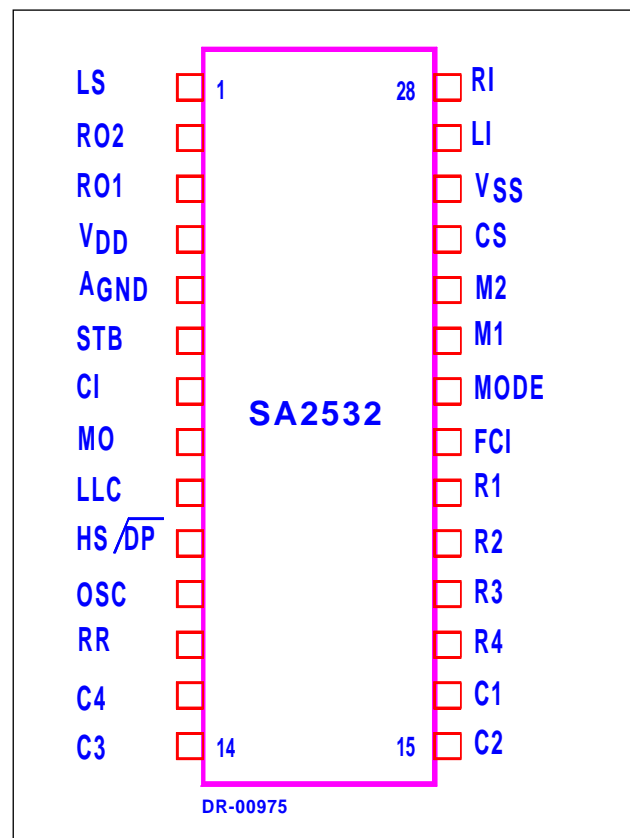 LS 1 28 RI
RO2 LI
RO1 VSS
VDD CS
AGND M2
STB M1
CI MODE
SA2532
MO FCI
LLC R1
HS/DP R2
OSC R3
RR R4
C4 C1
C3 14 15 C2
DR-00975